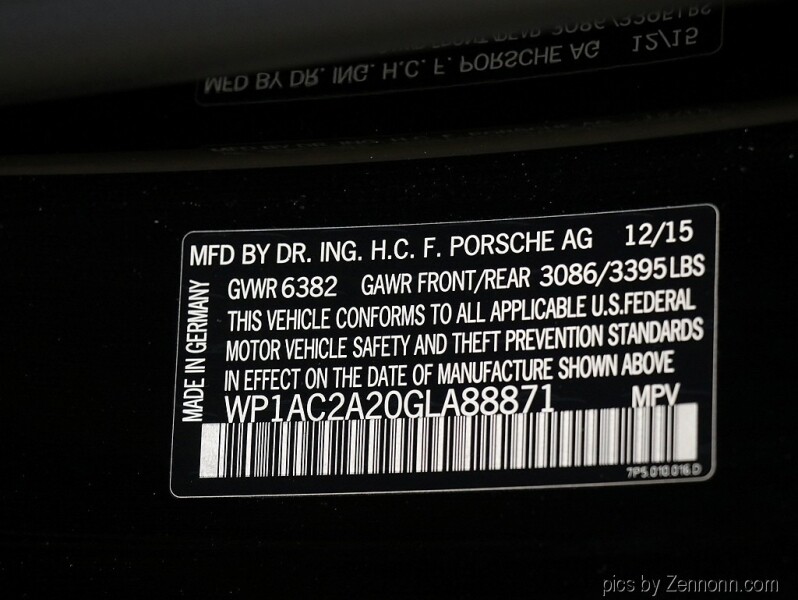 MFD BY DR. ING. H.C. F. PORSCHE AG 12/15
MFD BY DR. ING. H.C. F. PORSCHE AG 12/15
GVWR 6382 GAWR FRONT/REAR 3086/3395 LBS
THIS VEHICLE CONFORMS TO ALL APPLICABLE U.S. FEDERAL
MOTOR VEHICLE SAFETY AND THEFT PREVENTION STANDARDS
IN EFFECT ON THE DATE OF MANUFACTURE SHOWN ABOVE
WP1AC2A20GLA88871 MPV
MADE IN GERMANY
7P5.010.016.D
pics by Zennonn.com